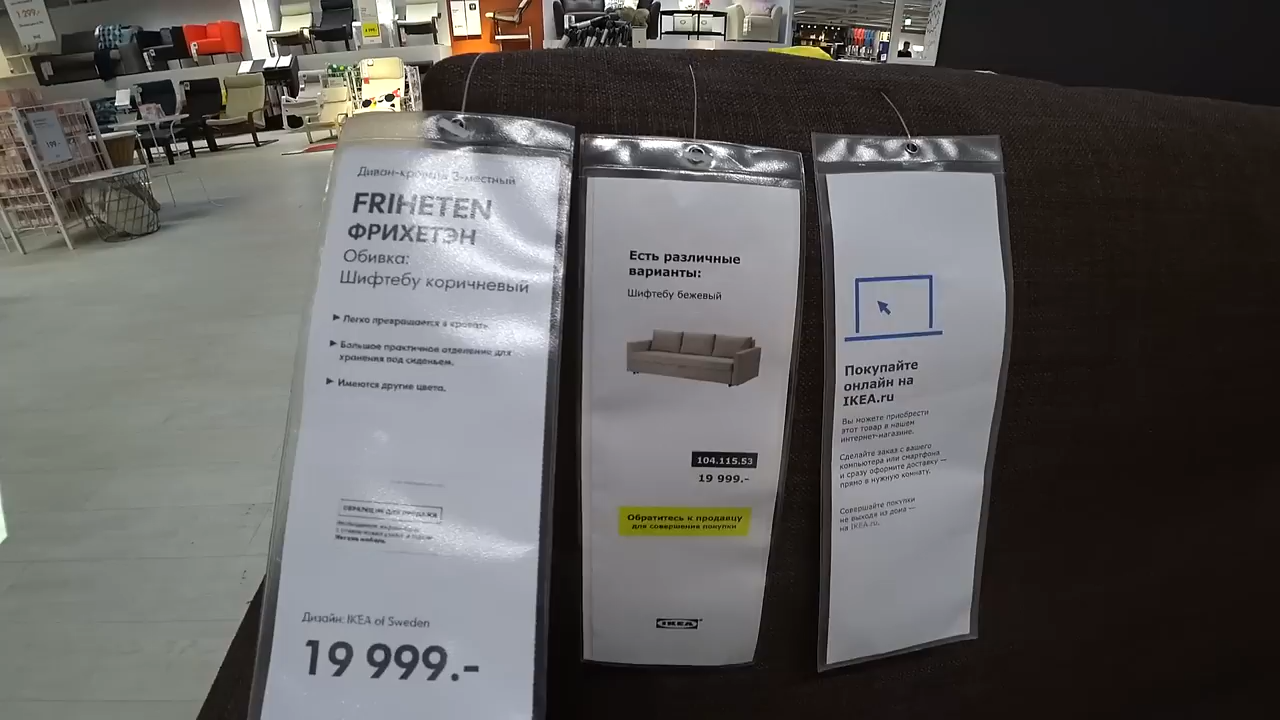 1 299.-
199.-
Диван-кровать 3-местный
FRIHETEN
ФРИХЕТЭН
Обивка:
Шифтебу коричневый
Легко превращается в кровать.
Большое практичное отделение для
хранения под сиденьем.
Имеются другие цвета.
Дизайн: IKEA of Sweden
19 999.-
Есть различные
варианты:
Шифтебу бежевый
104.115.53
19 999.-
Обратитесь к продавцу
для совершения покупки
IKEA
Покупайте
онлайн на
IKEA.ru
Вы можете приобрести
этот товар в нашем
интернет-магазине.
Сделайте заказ с вашего
компьютера или смартфона
и сразу оформите доставку —
прямо в нужную комнату.
Совершайте покупки
не выходя из дома —
на IKEA.ru.